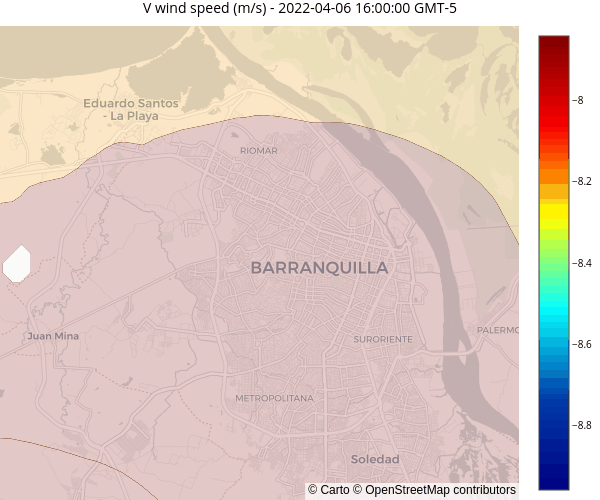 V wind speed (m/s) - 2022-04-06 16:00:00 GMT-5
Eduardo Santos
- La Playa
RIOMAR
BARRANQUILLA
Juan Mina
SURORIENTE
PALERMO
METROPOLITANA
Soledad
© Carto © OpenStreetMap contributors
−8
−8.2
−8.4
−8.6
−8.8